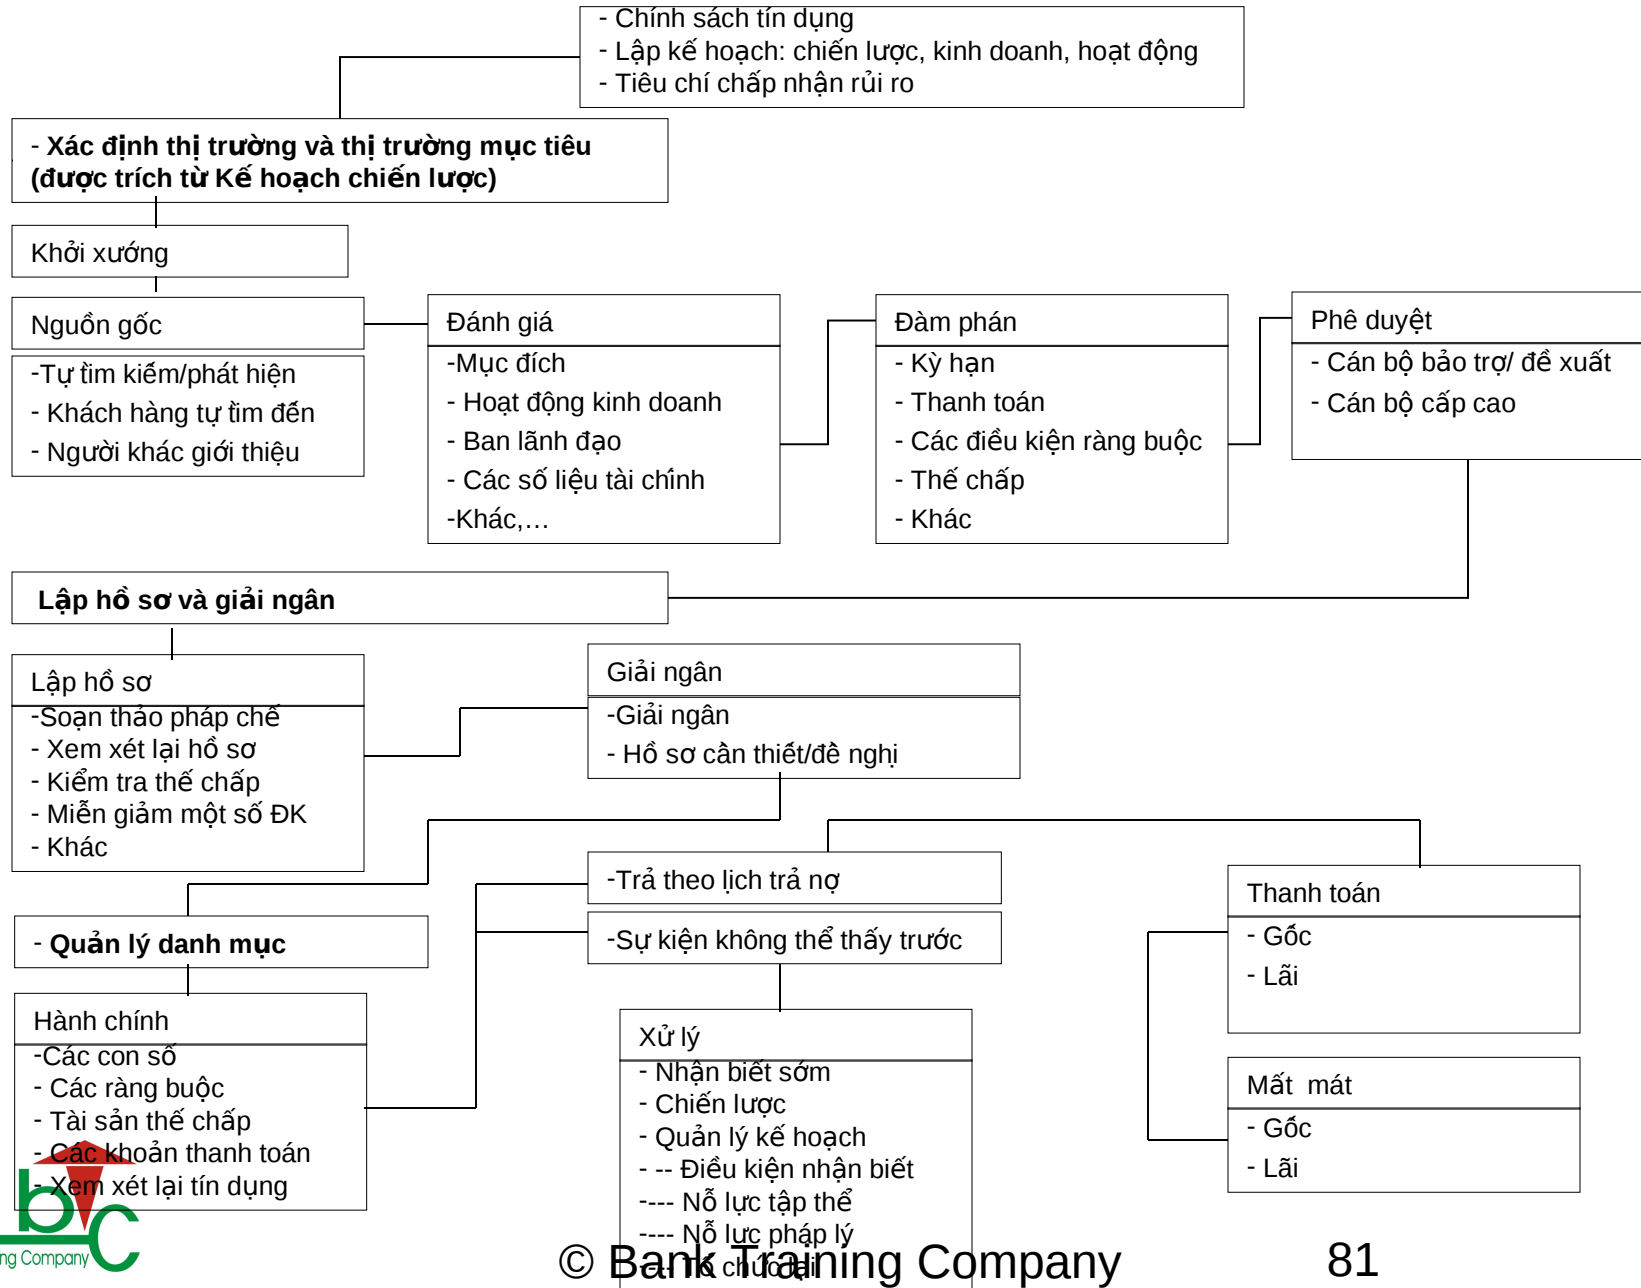 - Chính sách tín dụng
- Lập kế hoạch: chiến lược, kinh doanh, hoạt động
- Tiêu chí chấp nhận rủi ro
- Xác định thị trường và thị trường mục tiêu
(được trích từ Kế hoạch chiến lược)
Khởi xướng
Nguồn gốc
-Tự tìm kiếm/phát hiện
- Khách hàng tự tìm đến
- Người khác giới thiệu
Đánh giá
-Mục đích
- Hoạt động kinh doanh
- Ban lãnh đạo
- Các số liệu tài chính
-Khác,…
Đàm phán
- Kỳ hạn
- Thanh toán
- Các điều kiện ràng buộc
- Thế chấp
- Khác
Phê duyệt
- Cán bộ bảo trợ/ đề xuất
- Cán bộ cấp cao
Lập hồ sơ và giải ngân
Lập hồ sơ
-Soạn thảo pháp chế
- Xem xét lại hồ sơ
- Kiểm tra thế chấp
- Miễn giảm một số ĐK
- Khác
Giải ngân
-Giải ngân
- Hồ sơ cần thiết/đề nghị
-Trả theo lịch trả nợ
-Sự kiện không thể thấy trước
Thanh toán
- Gốc
- Lãi
- Quản lý danh mục
Hành chính
-Các con số
- Các ràng buộc
- Tài sản thế chấp
- Các khoản thanh toán
- Xem xét lại tín dụng
Xử lý
- Nhận biết sớm
- Chiến lược
- Quản lý kế hoạch
- -- Điều kiện nhận biết
---- Nỗ lực tập thể
---- Nỗ lực pháp lý
---- Tổ chức lại
Mất mát
- Gốc
- Lãi
btc
ng Company
© Bank Training Company
81